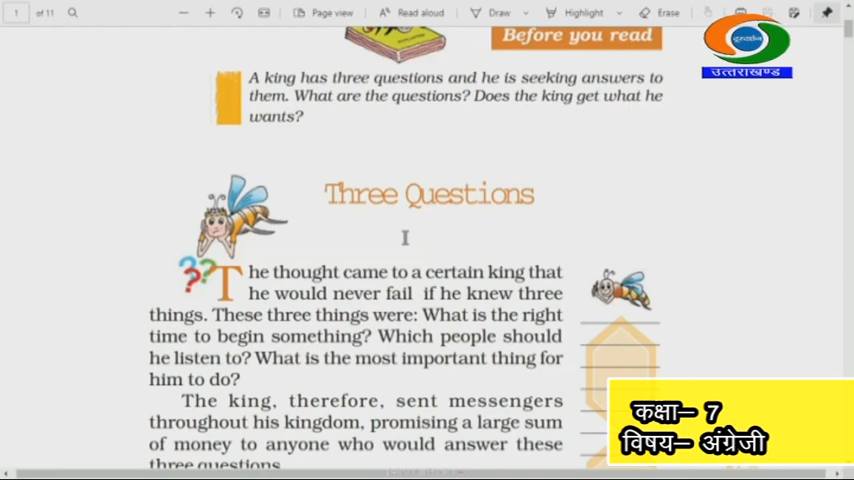 1 of 11
Page view
Read aloud
Draw
Highlight
Erase
Before you read
उत्तराखण्ड
A king has three questions and he is seeking answers to
them. What are the questions? Does the king get what he
wants?
Three Questions
I
??
?
The thought came to a certain king that
he would never fail if he knew three
things. These three things were: What is the right
time to begin something? Which people should
he listen to? What is the most important thing for
him to do?
The king, therefore, sent messengers
throughout his kingdom, promising a large sum
of money to anyone who would answer these
three questions.
कक्षा– 7
विषय– अंग्रेजी